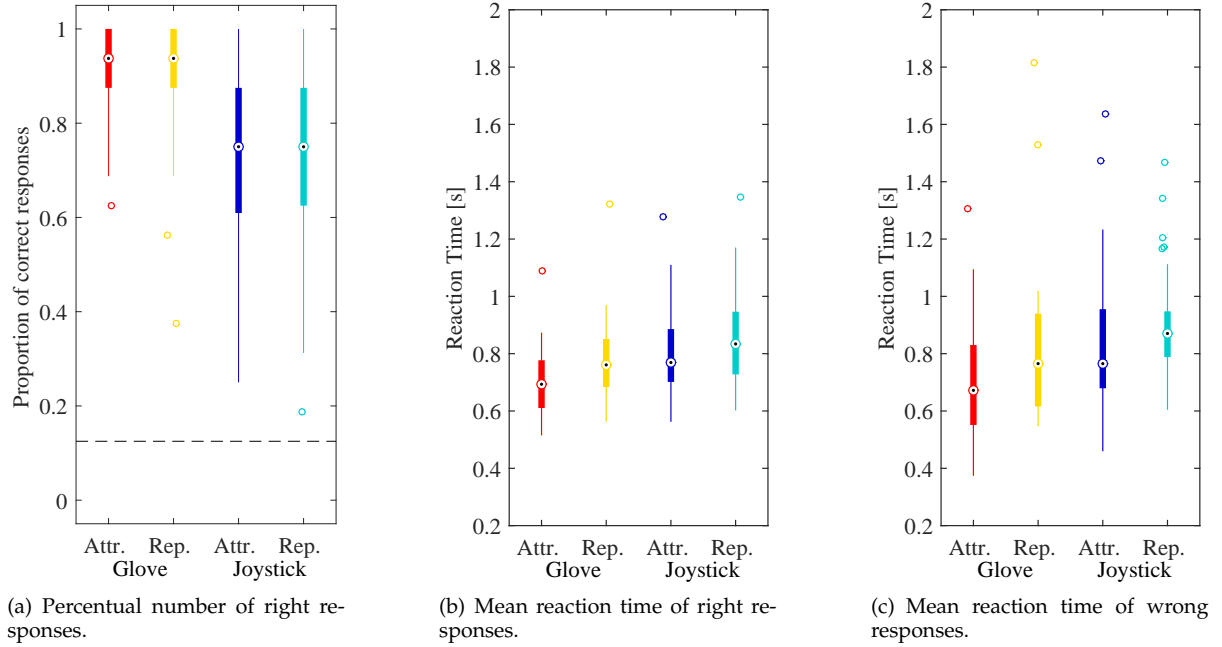 Proportion of correct responses
1
0.8
0.6
0.4
0.2
0
Attr. Rep. Attr. Rep.
Glove Joystick
(a) Percentual number of right re-
sponses.
Reaction Time [s]
2
1.8
1.6
1.4
1.2
1
0.8
0.6
0.4
0.2
Attr. Rep. Attr. Rep.
Glove Joystick
(b) Mean reaction time of right re-
sponses.
Reaction Time [s]
2
1.8
1.6
1.4
1.2
1
0.8
0.6
0.4
0.2
Attr. Rep. Attr. Rep.
Glove Joystick
(c) Mean reaction time of wrong
responses.